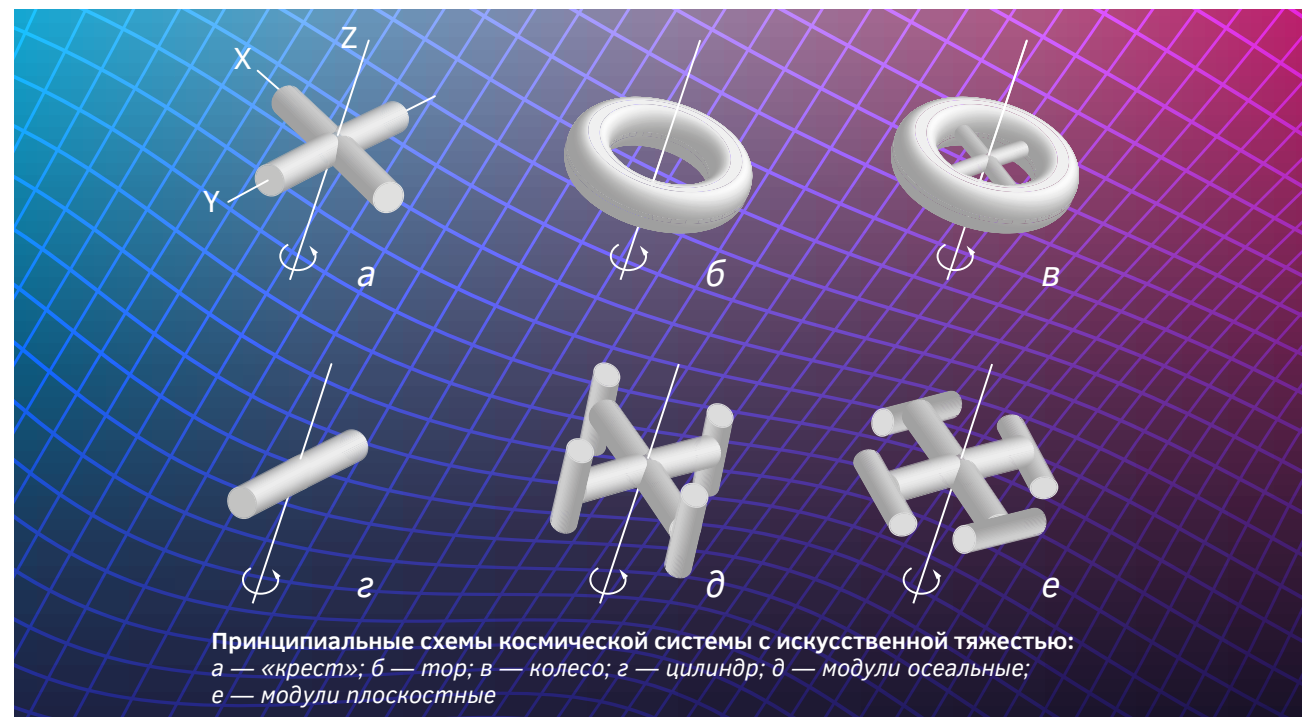 Z
X
Y
а
б
в
г
д
е
Принципиальные схемы космической системы с искусственной тяжестью:
а — «крест»; б — тор; в — колесо; г — цилиндр; д — модули осеальные;
е — модули плоскостные